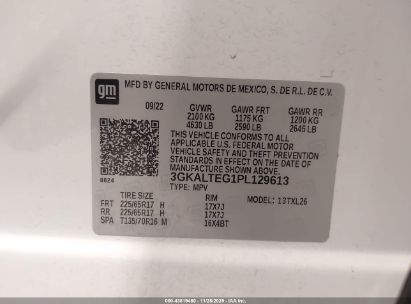 gm
MFD BY GENERAL MOTORS DE MEXICO, S. DE R.L. DE C.V.
09/22 GVWR GAWR FRT GAWR RR
2100 KG 1175 KG 1200 KG
4630 LB 2590 LB 2645 LB
THIS VEHICLE CONFORMS TO ALL
APPLICABLE U.S. FEDERAL MOTOR
VEHICLE SAFETY AND THEFT
PREVENTION STANDARDS IN EFFECT ON
THE DATE OF MANUFACTURE SHOWN ABOVE.
8624 3GKALTEG1PL129613
TYPE: MPV
TIRE SIZE RIM MODEL: 13TXL26
FRT 225/65R17 H 17X7J
RR 225/65R17 H 17X7J
SPA T135/70R16 M 16X4BT